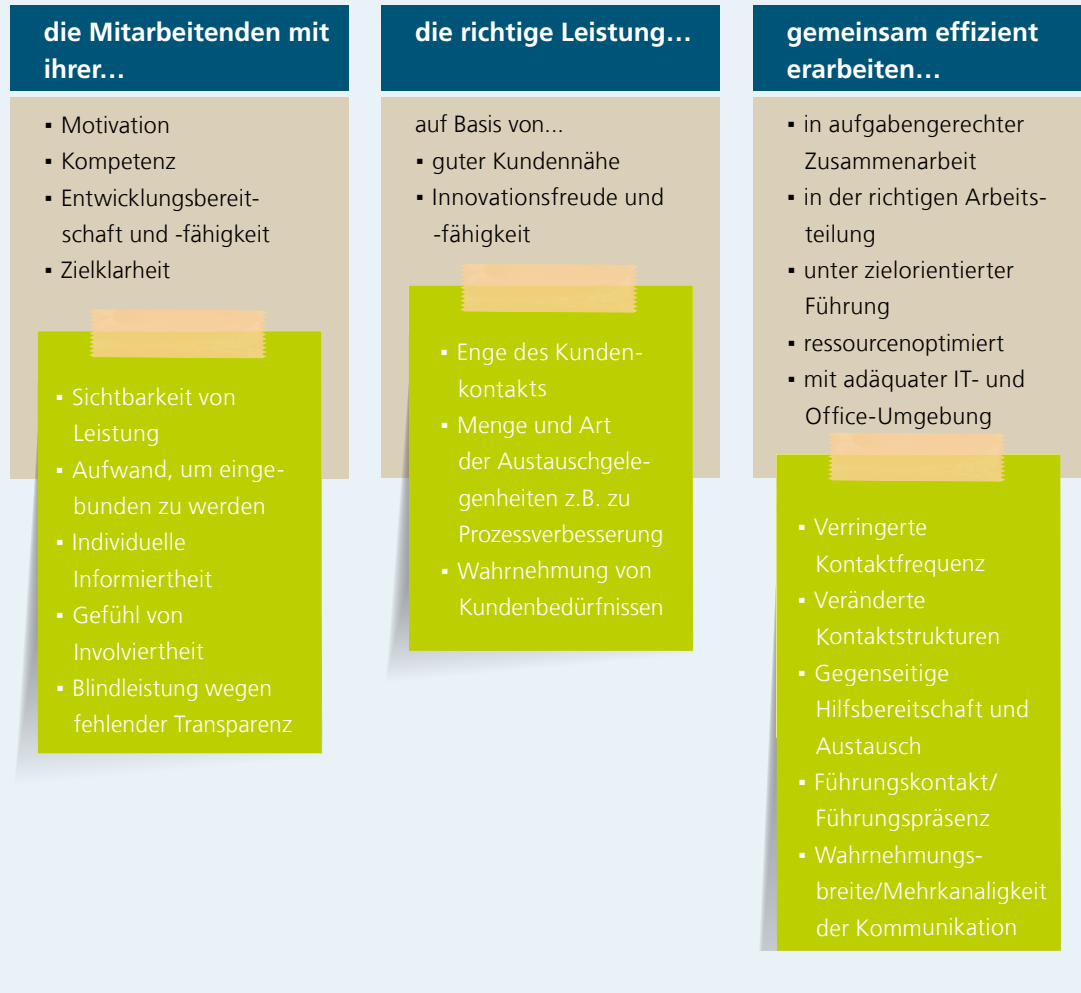 die Mitarbeitenden mit
ihrer…
▪ Motivation
▪ Kompetenz
▪ Entwicklungsbereit-
schaft und -fähigkeit
▪ Zielklarheit
▪ Sichtbarkeit von
Leistung
▪ Aufwand, um einge-
bunden zu werden
▪ Individuelle
Informiertheit
▪ Gefühl von
Involviertheit
▪ Blindleistung wegen
fehlender Transparenz
die richtige Leistung…
auf Basis von...
▪ guter Kundennähe
▪ Innovationsfreude und
-fähigkeit
▪ Enge des Kunden-
kontakts
▪ Menge und Art
der Austauschgele-
genheiten z.B. zu
Prozessverbesserung
▪ Wahrnehmung von
Kundenbedürfnissen
gemeinsam effizient
erarbeiten…
▪ in aufgabengerechter
Zusammenarbeit
▪ in der richtigen Arbeits-
teilung
▪ unter zielorientierter
Führung
▪ ressourcenoptimiert
▪ mit adäquater IT- und
Office-Umgebung
▪ Verringerte
Kontaktfrequenz
▪ Veränderte
Kontaktstrukturen
▪ Gegenseitige
Hilfsbereitschaft und
Austausch
▪ Führungskontakt/
Führungspräsenz
▪ Wahrnehmungs-
breite/Mehrkanaligkeit
der Kommunikation